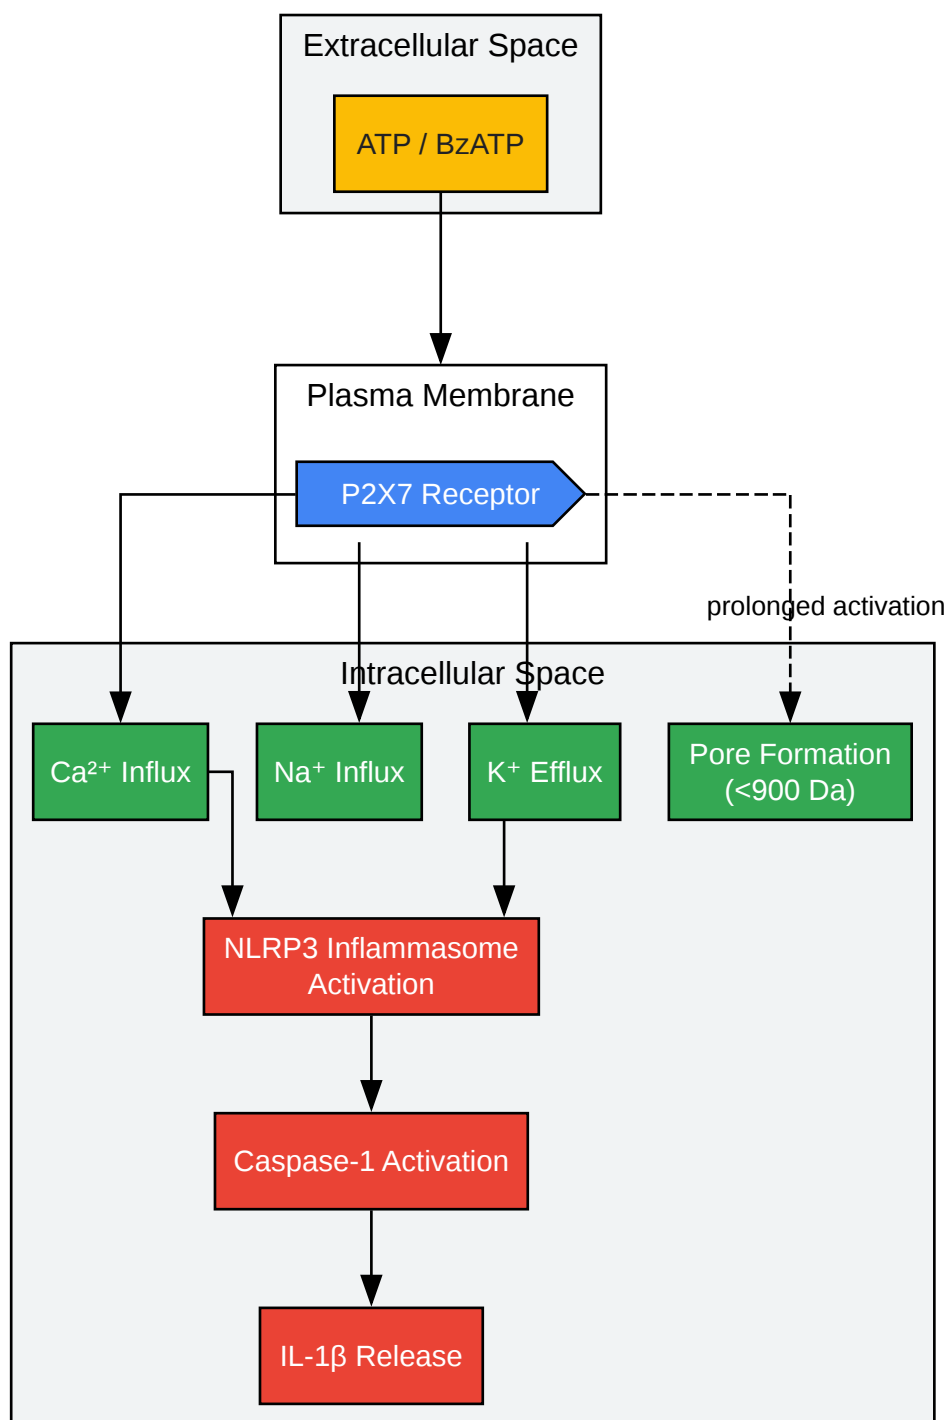 Extracellular Space
ATP / BzATP
Plasma Membrane
P2X7 Receptor
prolonged activation
Intracellular Space
Ca²⁺ Influx
Na⁺ Influx
K⁺ Efflux
Pore Formation
(<900 Da)
NLRP3 Inflammasome
Activation
Caspase-1 Activation
IL-1β Release